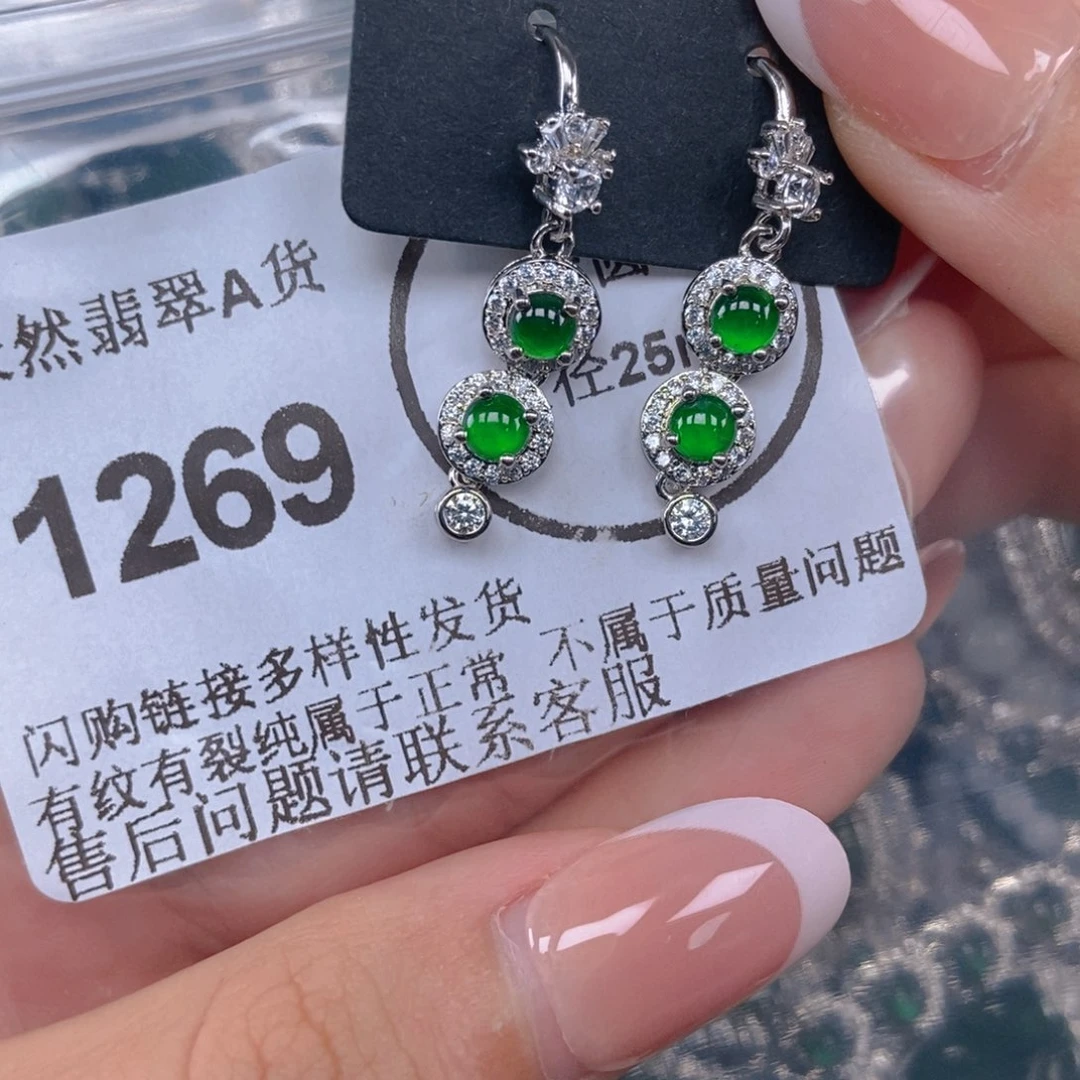 然翡翠A货
径25
1269
闪购链接多样性发货
有纹有裂纯属于正常 不属于质量问题
售后问题请联系客服